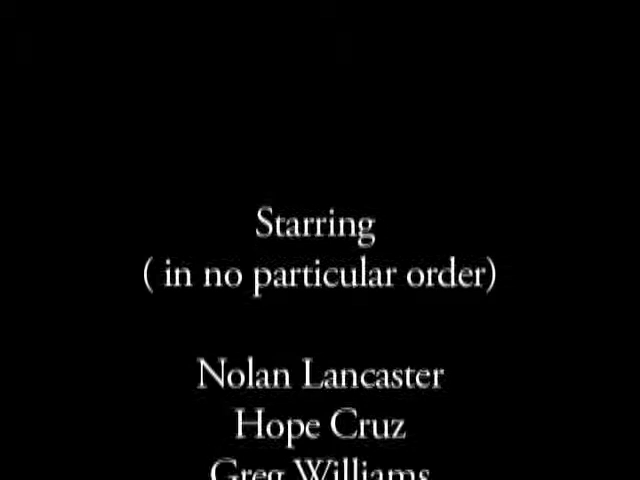 Starring
( in no particular order)
Nolan Lancaster
Hope Cruz
Greg Williams